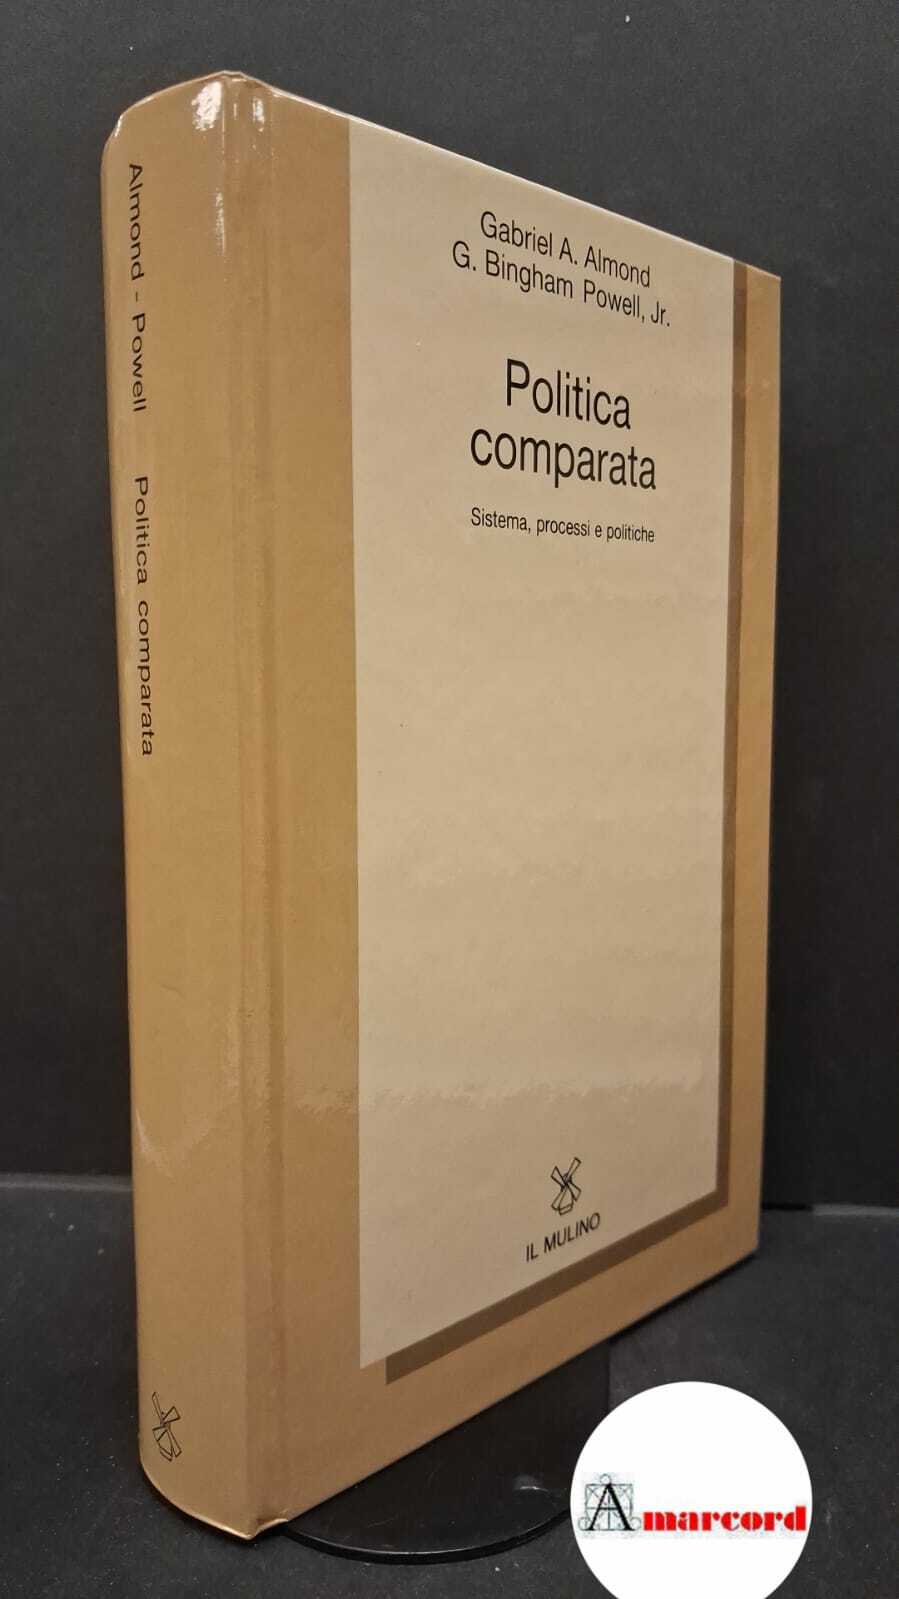 Almond - Powell Politica comparata
Gabriel A. Almond
G. Bingham Powell, Jr.
Politica
comparata
Sistema, processi e politiche
IL MULINO
Amarcord